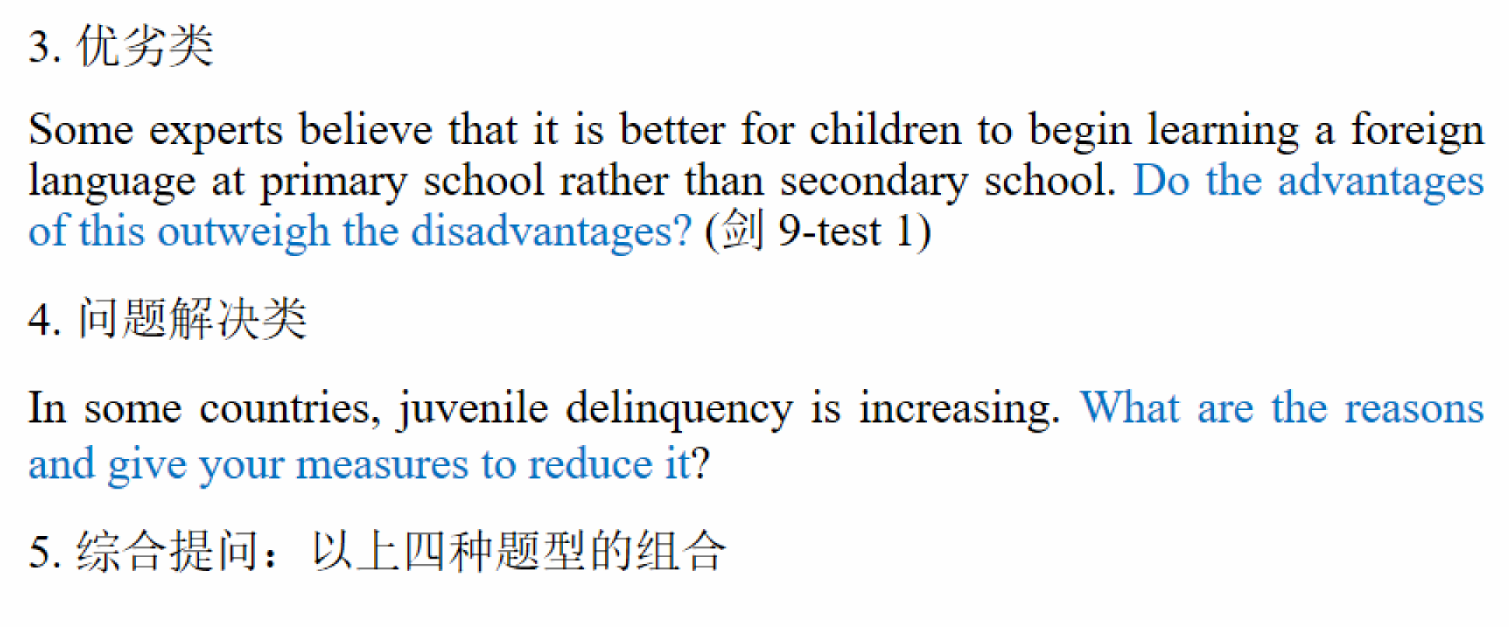 3. 优劣类
Some experts believe that it is better for children to begin learning a foreign
language at primary school rather than secondary school. Do the advantages
of this outweigh the disadvantages? (剑 9-test 1)
4. 问题解决类
In some countries, juvenile delinquency is increasing. What are the reasons
and give your measures to reduce it?
5. 综合提问：以上四种题型的组合